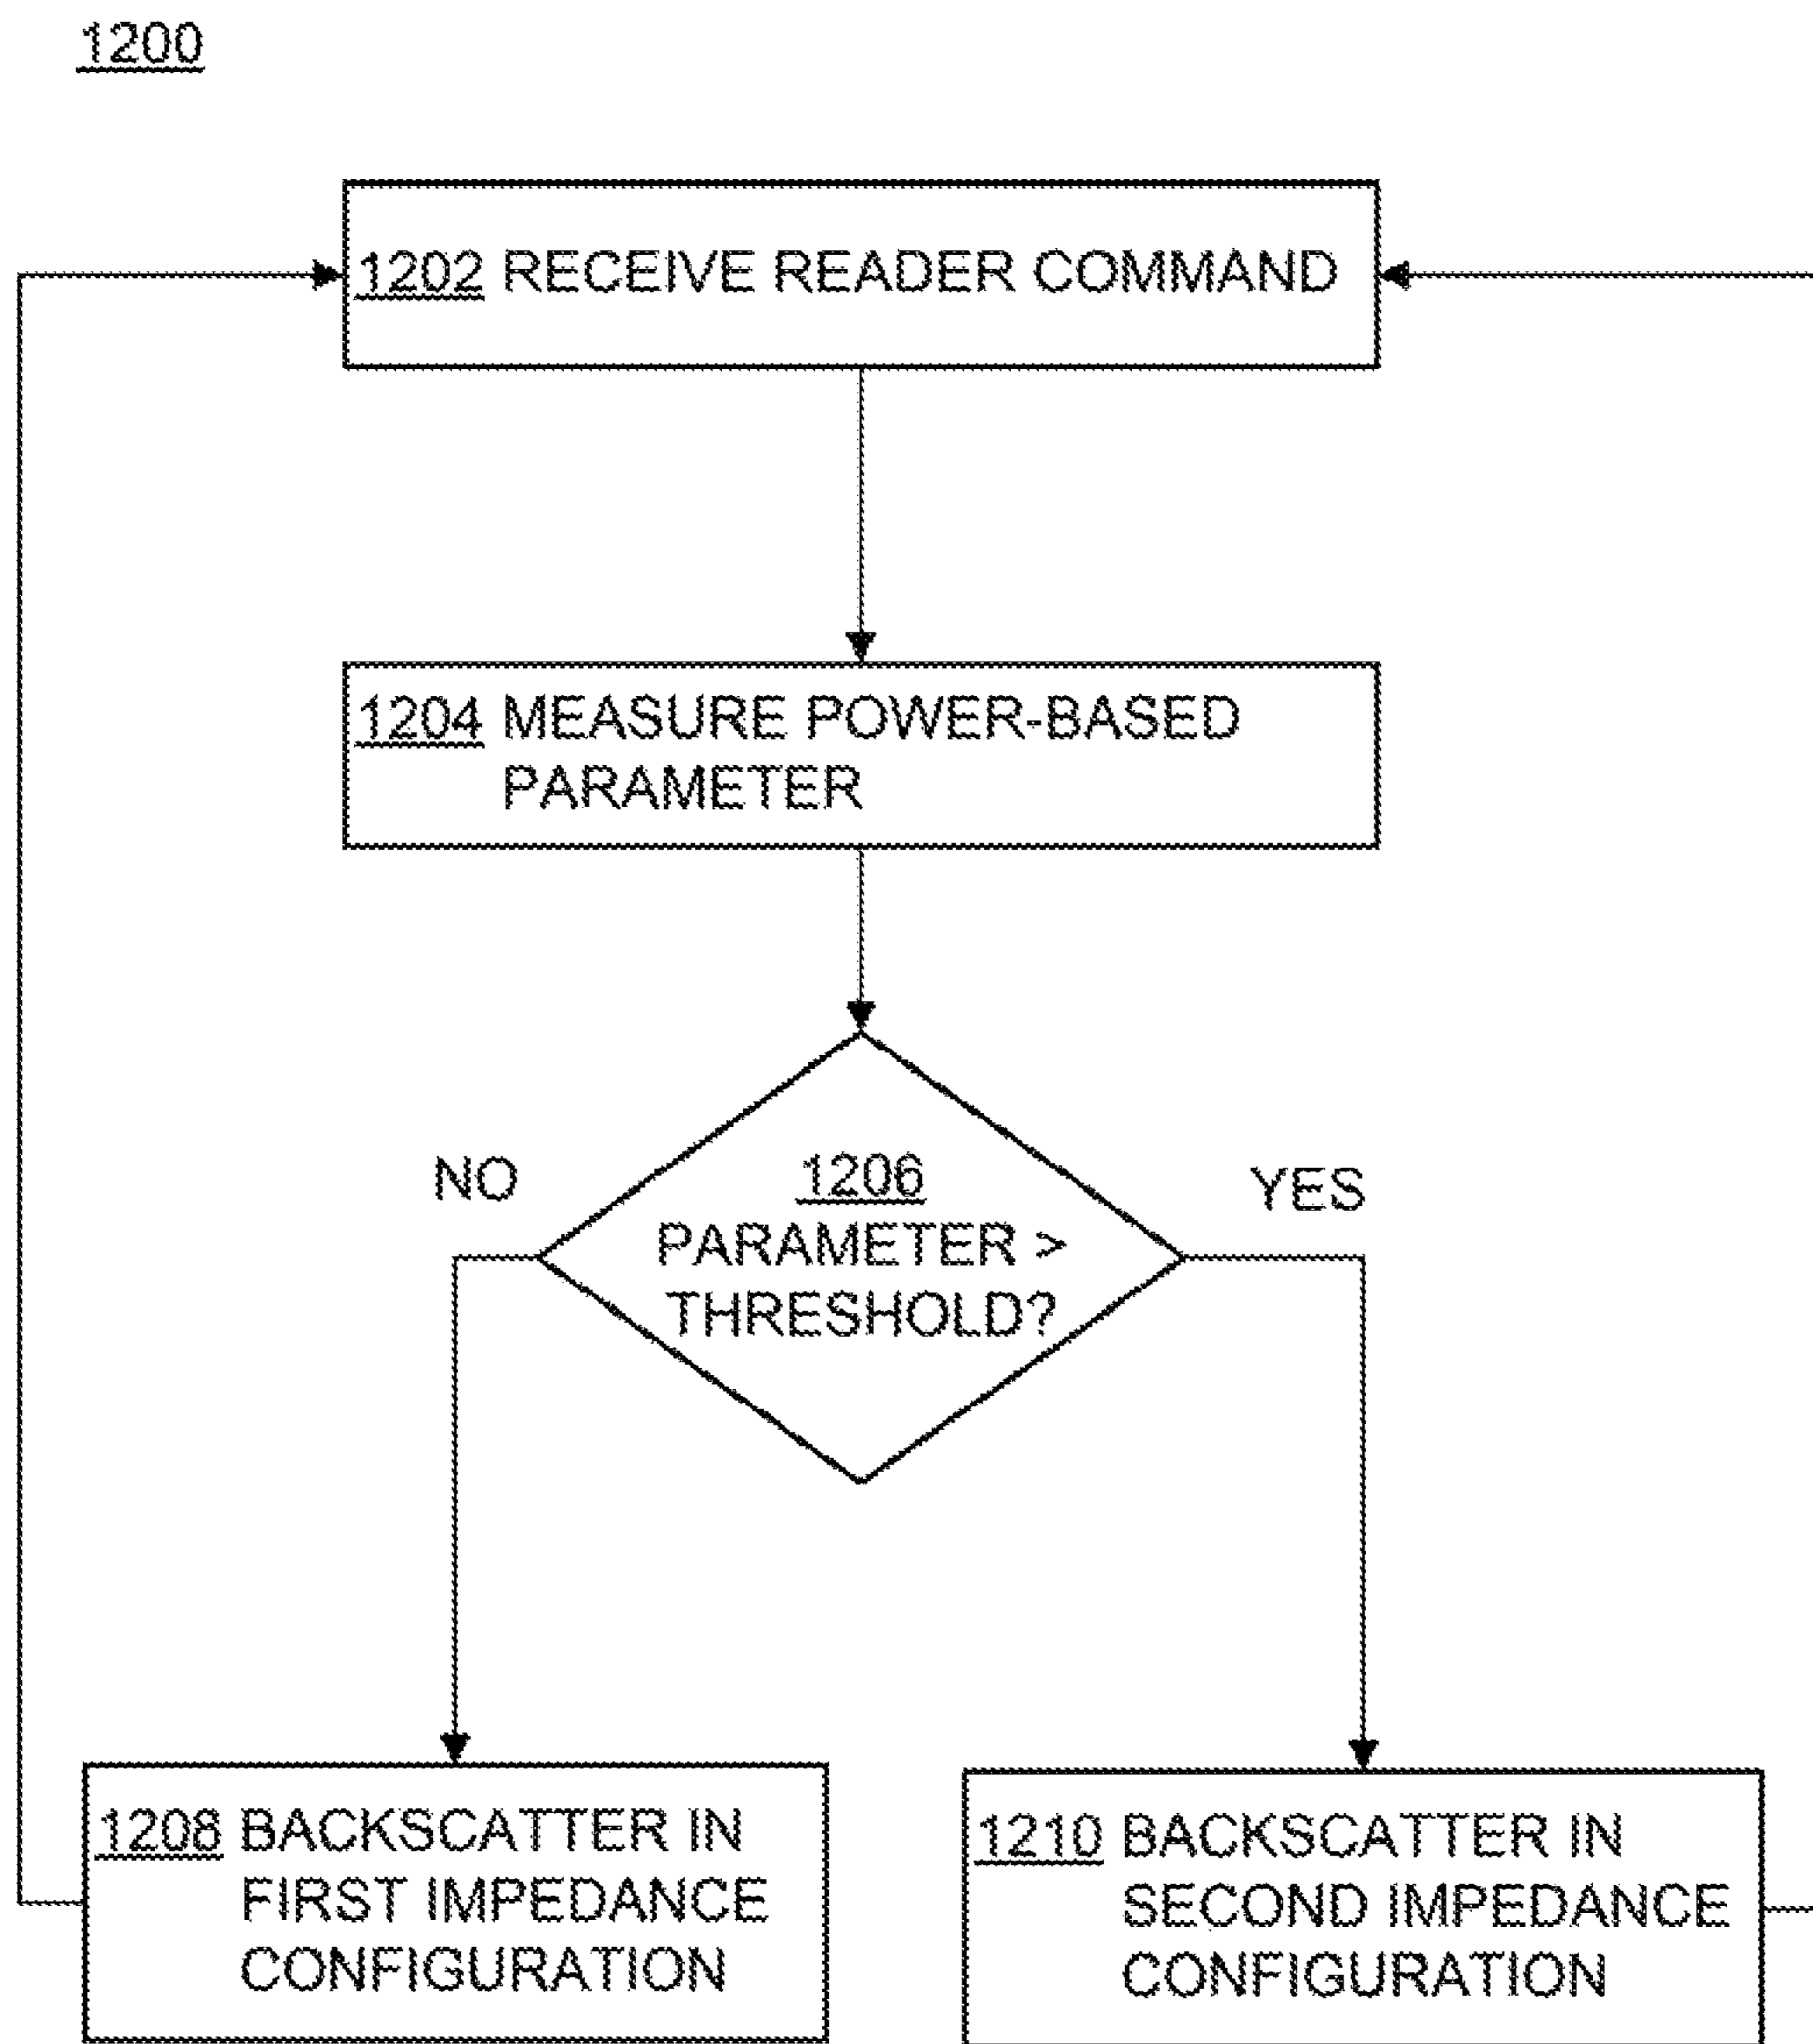 1200
1202 RECEIVE READER COMMAND
1204 MEASURE POWER-BASED
PARAMETER
NO
1206
YES
PARAMETER >
THRESHOLD?
1208 BACKSCATTER IN
FIRST IMPEDANCE
CONFIGURATION
1210 BACKSCATTER IN
SECOND IMPEDANCE
CONFIGURATION